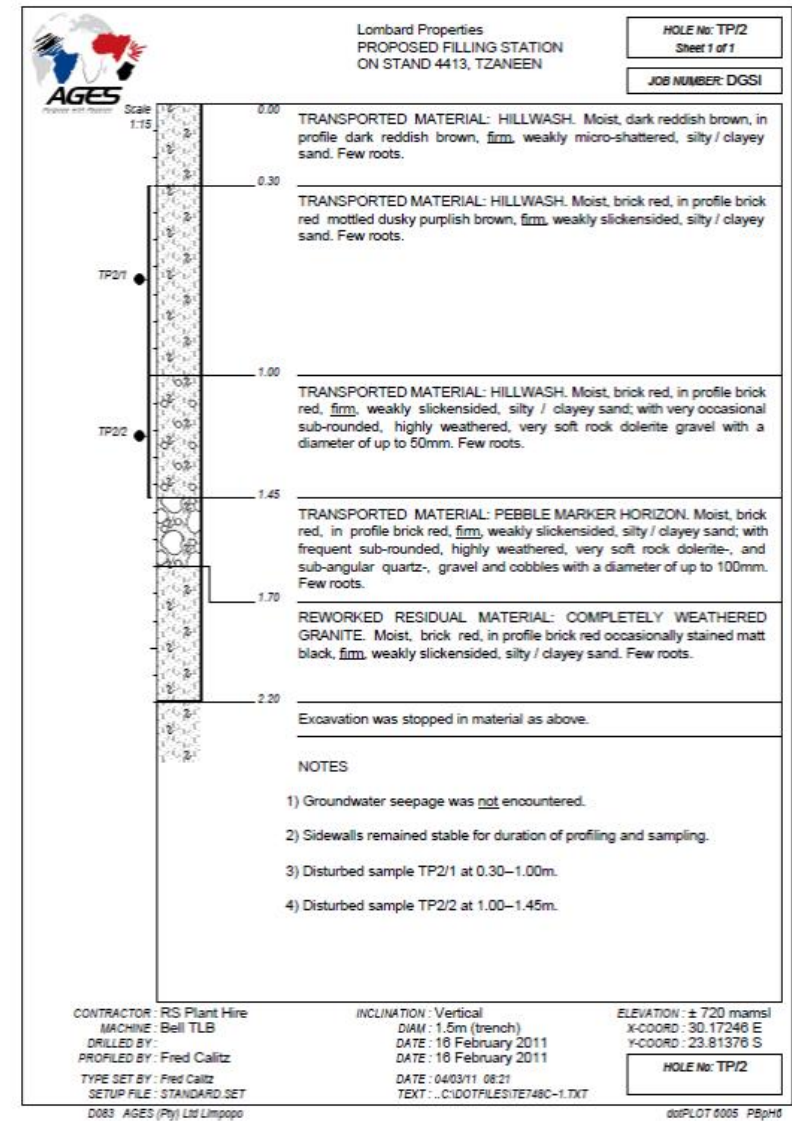 Lombard Properties
PROPOSED FILLING STATION
ON STAND 4413, TZANEEN
HOLE No: TP/2
Sheet 1 of 1
JOB NUMBER: DGSI
AGES
Scale
1:15
0.00
TRANSPORTED MATERIAL: HILLWASH. Moist, dark reddish brown, in
profile dark reddish brown, firm, weakly micro-shattered, silty / clayey
sand. Few roots.
0.30
TRANSPORTED MATERIAL: HILLWASH. Moist, brick red, in profile brick
red mottled dusky purplish brown, firm, weakly slickensided, silty / clayey
sand. Few roots.
TP2/1
1.00
TRANSPORTED MATERIAL: HILLWASH. Moist, brick red, in profile brick
red, firm, weakly slickensided, silty / clayey sand; with very occasional
sub-rounded, highly weathered, very soft rock dolerite gravel with a
diameter of up to 50mm. Few roots.
TP2/2
1.45
TRANSPORTED MATERIAL: PEBBLE MARKER HORIZON. Moist, brick
red, in profile brick red, firm, weakly slickensided, silty / clayey sand; with
frequent sub-rounded, highly weathered, very soft rock dolerite-, and
sub-angular quartz-, gravel and cobbles with a diameter of up to 100mm.
Few roots.
1.70
REWORKED RESIDUAL MATERIAL: COMPLETELY WEATHERED
GRANITE. Moist, brick red, in profile brick red occasionally stained matt
black, firm, weakly slickensided, silty / clayey sand. Few roots.
2.20
Excavation was stopped in material as above.
NOTES
1) Groundwater seepage was not encountered.
2) Sidewalls remained stable for duration of profiling and sampling.
3) Disturbed sample TP2/1 at 0.30–1.00m.
4) Disturbed sample TP2/2 at 1.00–1.45m.
CONTRACTOR : RS Plant Hire
MACHINE : Bell TLB
DRILLED BY :
PROFILED BY : Fred Calitz
TYPE SET BY : Fred Calitz
SETUP FILE : STANDARD.SET
INCLINATION : Vertical
DIAM : 1.5m (trench)
DATE : 16 February 2011
DATE : 16 February 2011
DATE : 04/03/11 08:21
TEXT : ..C:\DOTFILES\TE748C~1.TXT
ELEVATION : ± 720 mamsl
X-COORD : 30.17246 E
Y-COORD : 23.81376 S
HOLE No: TP/2
D083 AGES (Pty) Ltd Limpopo
dotPLOT 6005 PBpH6